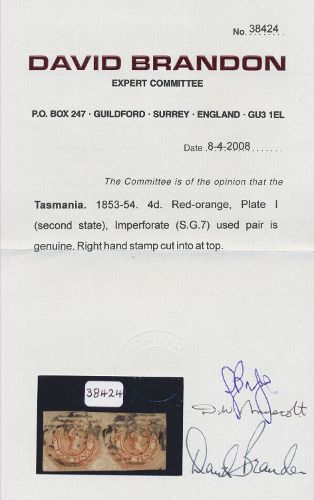 No. 38424
DAVID BRANDON
EXPERT COMMITTEE
P.O. BOX 247 · GUILDFORD · SURREY · ENGLAND · GU3 1EL
Date 8-4-2008
The Committee is of the opinion that the
Tasmania. 1853-54. 4d. Red-orange, Plate I
(second state), Imperforate (S.G.7) used pair is
genuine. Right hand stamp cut into at top.
38424
David Brandon